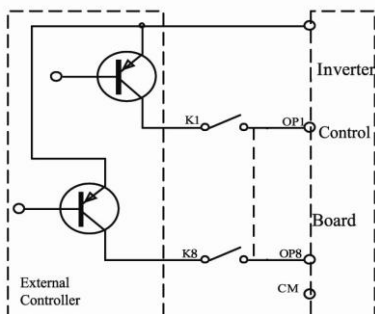 Inverter
K1
OP1
Control
Board
K8
OP8
External
Controller
CM